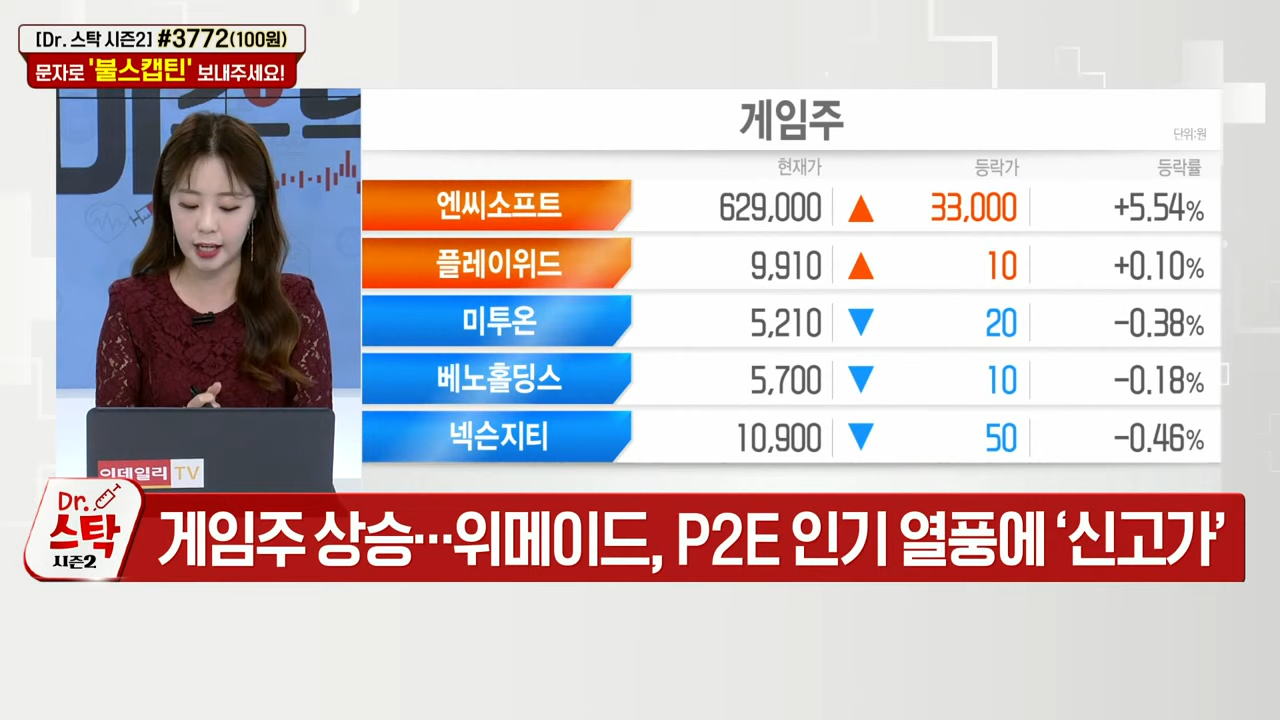 [Dr. 스탁 시즌2] #3772(100원)
문자로 '불스캡틴' 보내주세요!
게임주
단위:원
현재가 등락가 등락률
엔씨소프트 629,000 ▲ 33,000 +5.54%
플레이위드 9,910 ▲ 10 +0.10%
미투온 5,210 ▼ 20 -0.38%
베노홀딩스 5,700 ▼ 10 -0.18%
넥슨지티 10,900 ▼ 50 -0.46%
이데일리 TV
Dr.
스탁
시즌2
게임주 상승…위메이드, P2E 인기 열풍에 ‘신고가’